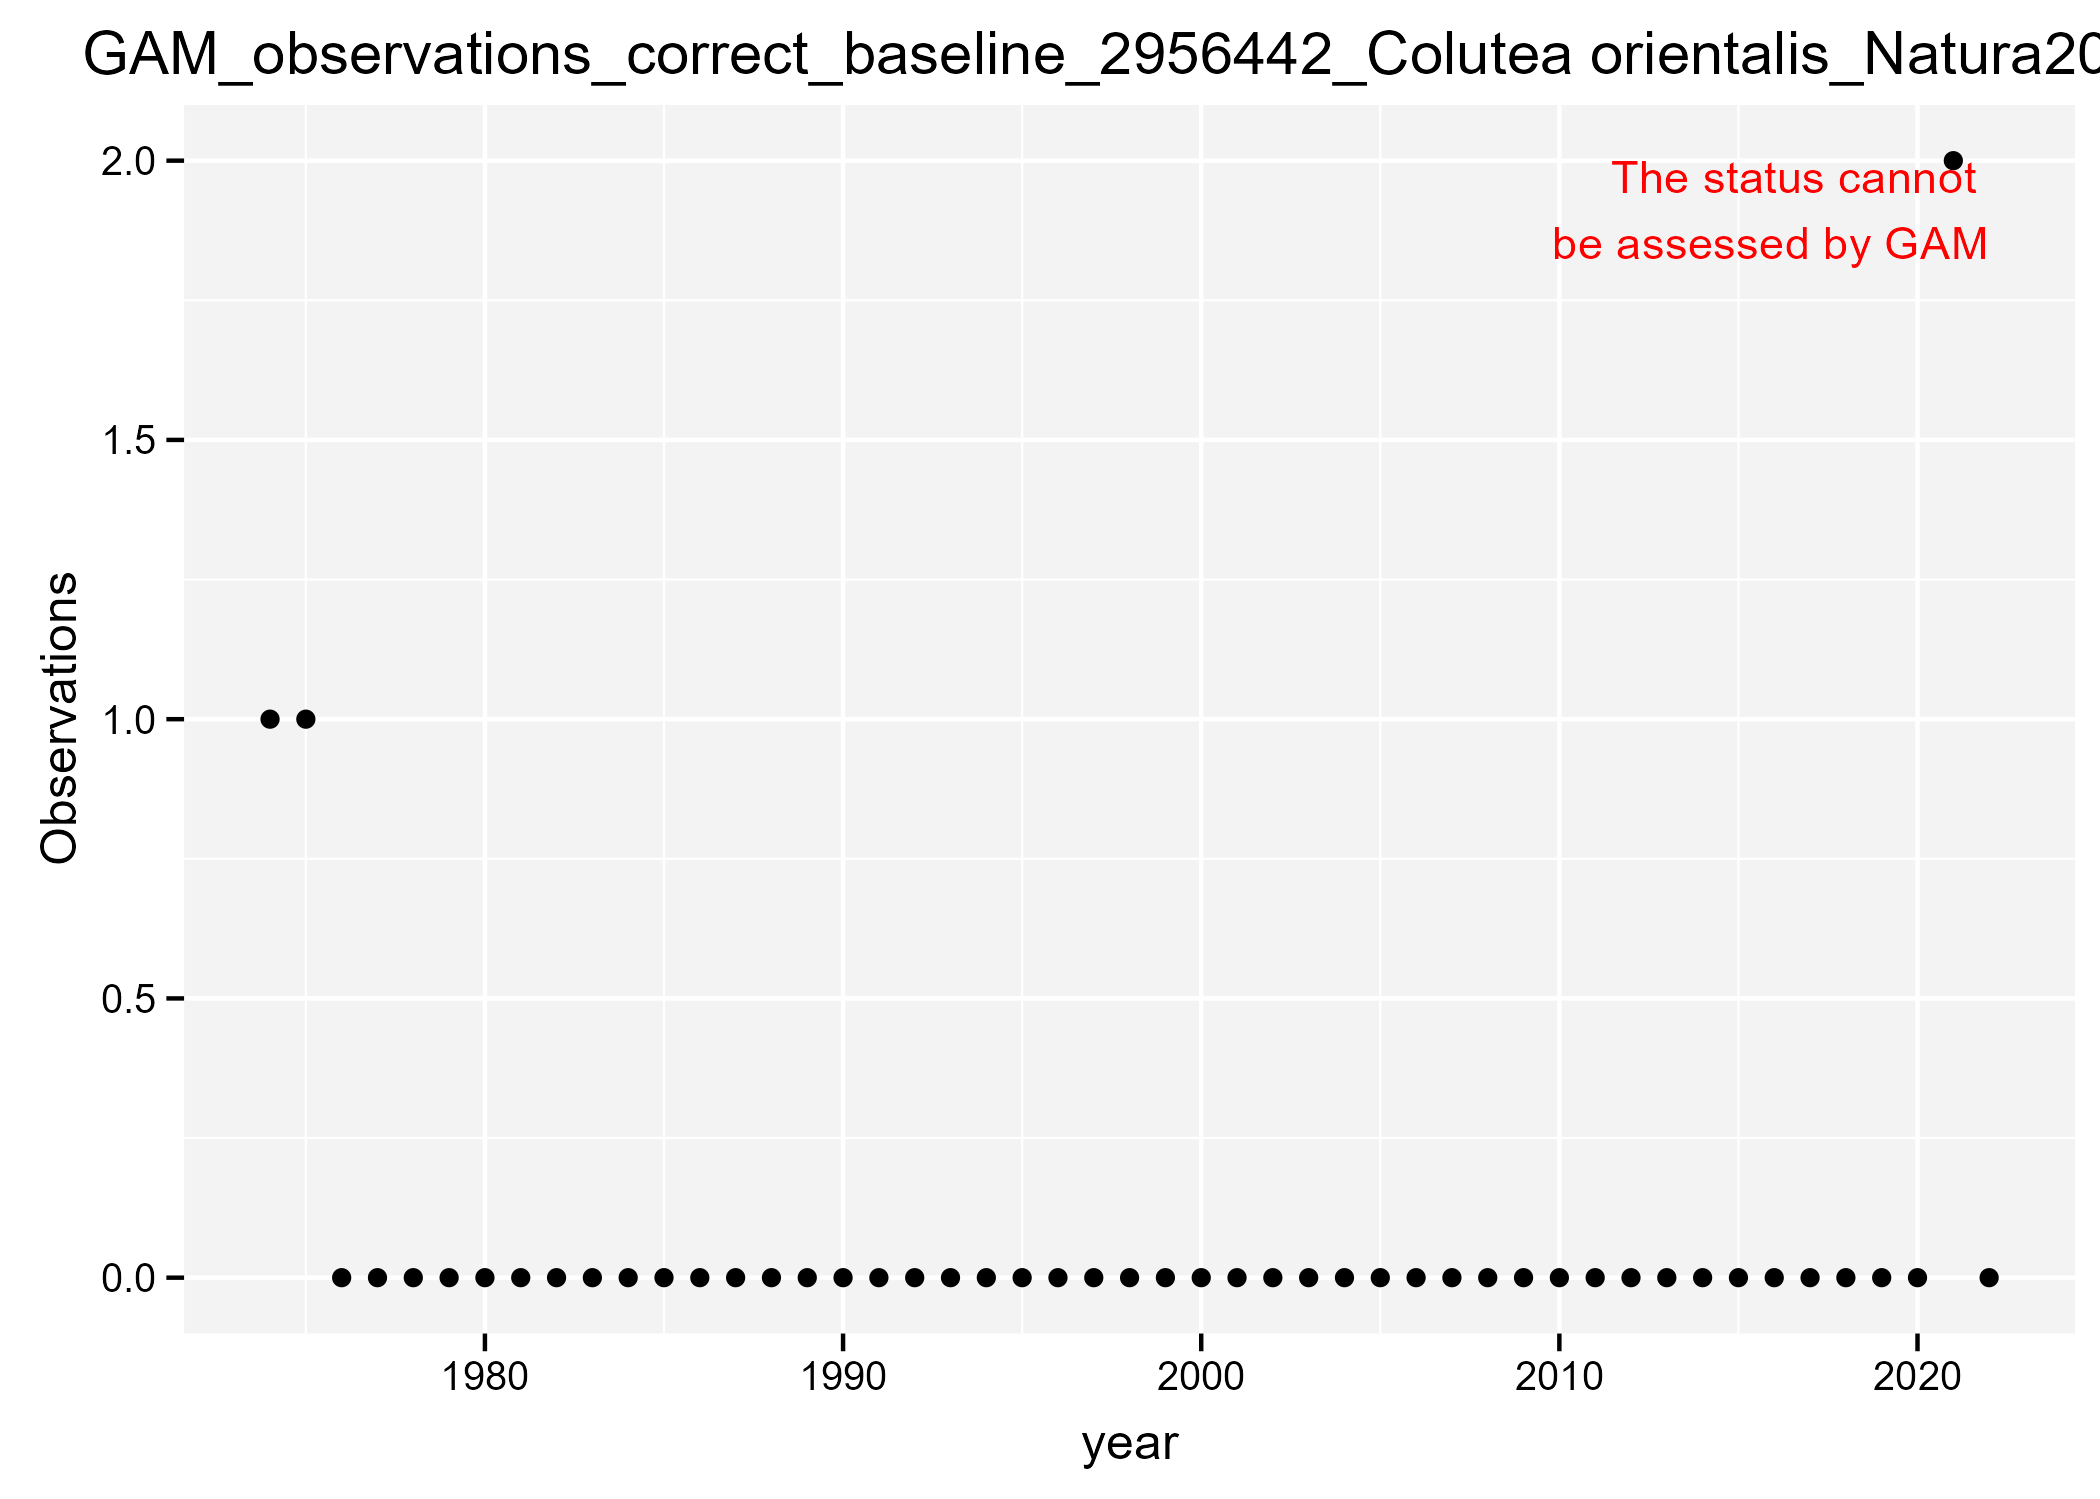 GAM_observations_correct_baseline_2956442_Colutea orientalis_Natura20
2.0
The status cannot
be assessed by GAM
1.5
Observations
1.0
0.5
0.0
1980 1990 2000 2010 2020
year